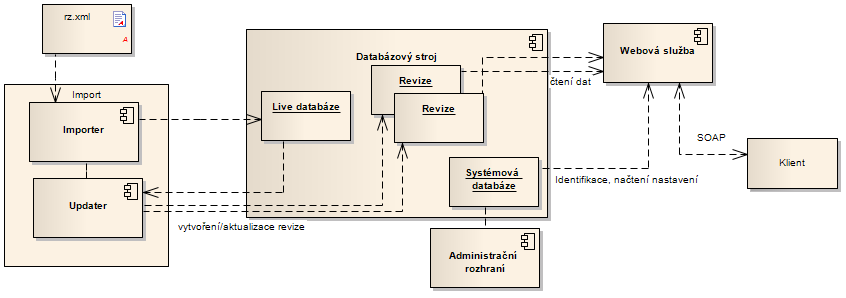 rz.xml
A
Import
Importer
Updater
Databázový stroj
Live databáze
Revize
Revize
Systémová
databáze
vytvoření/aktualizace revize
Administrační
rozhraní
Webová služba
čtení dat
SOAP
Identifikace, načtení nastavení
Klient